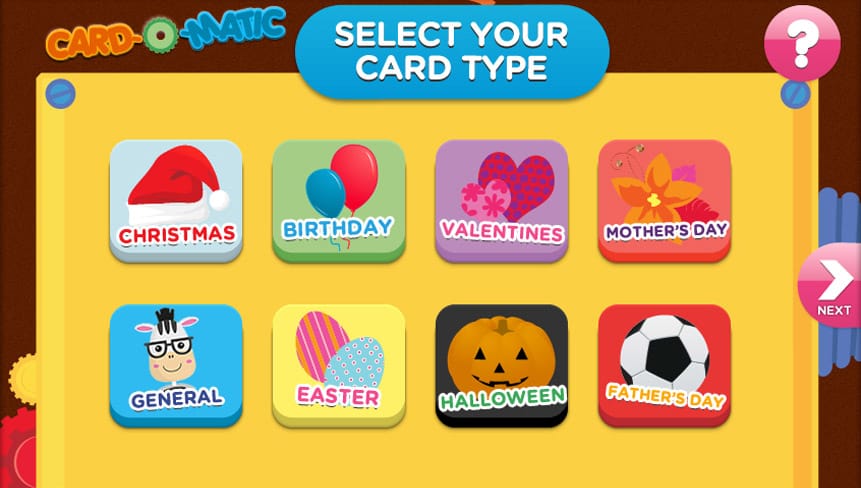 CARD-O-MATIC
SELECT YOUR
CARD TYPE
?
CHRISTMAS
BIRTHDAY
VALENTINES
MOTHER'S DAY
NEXT
GENERAL
EASTER
HALLOWEEN
FATHER'S DAY